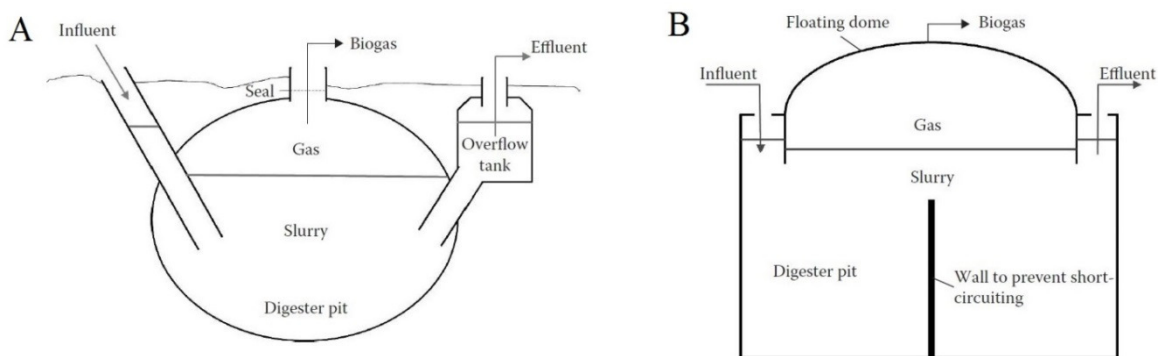 A
Influent
Biogas
Effluent
Seal
Gas
Overflow
tank
Slurry
Digester pit
B
Floating dome
Biogas
Influent
Effluent
Gas
Slurry
Digester pit
Wall to prevent short-
circuiting